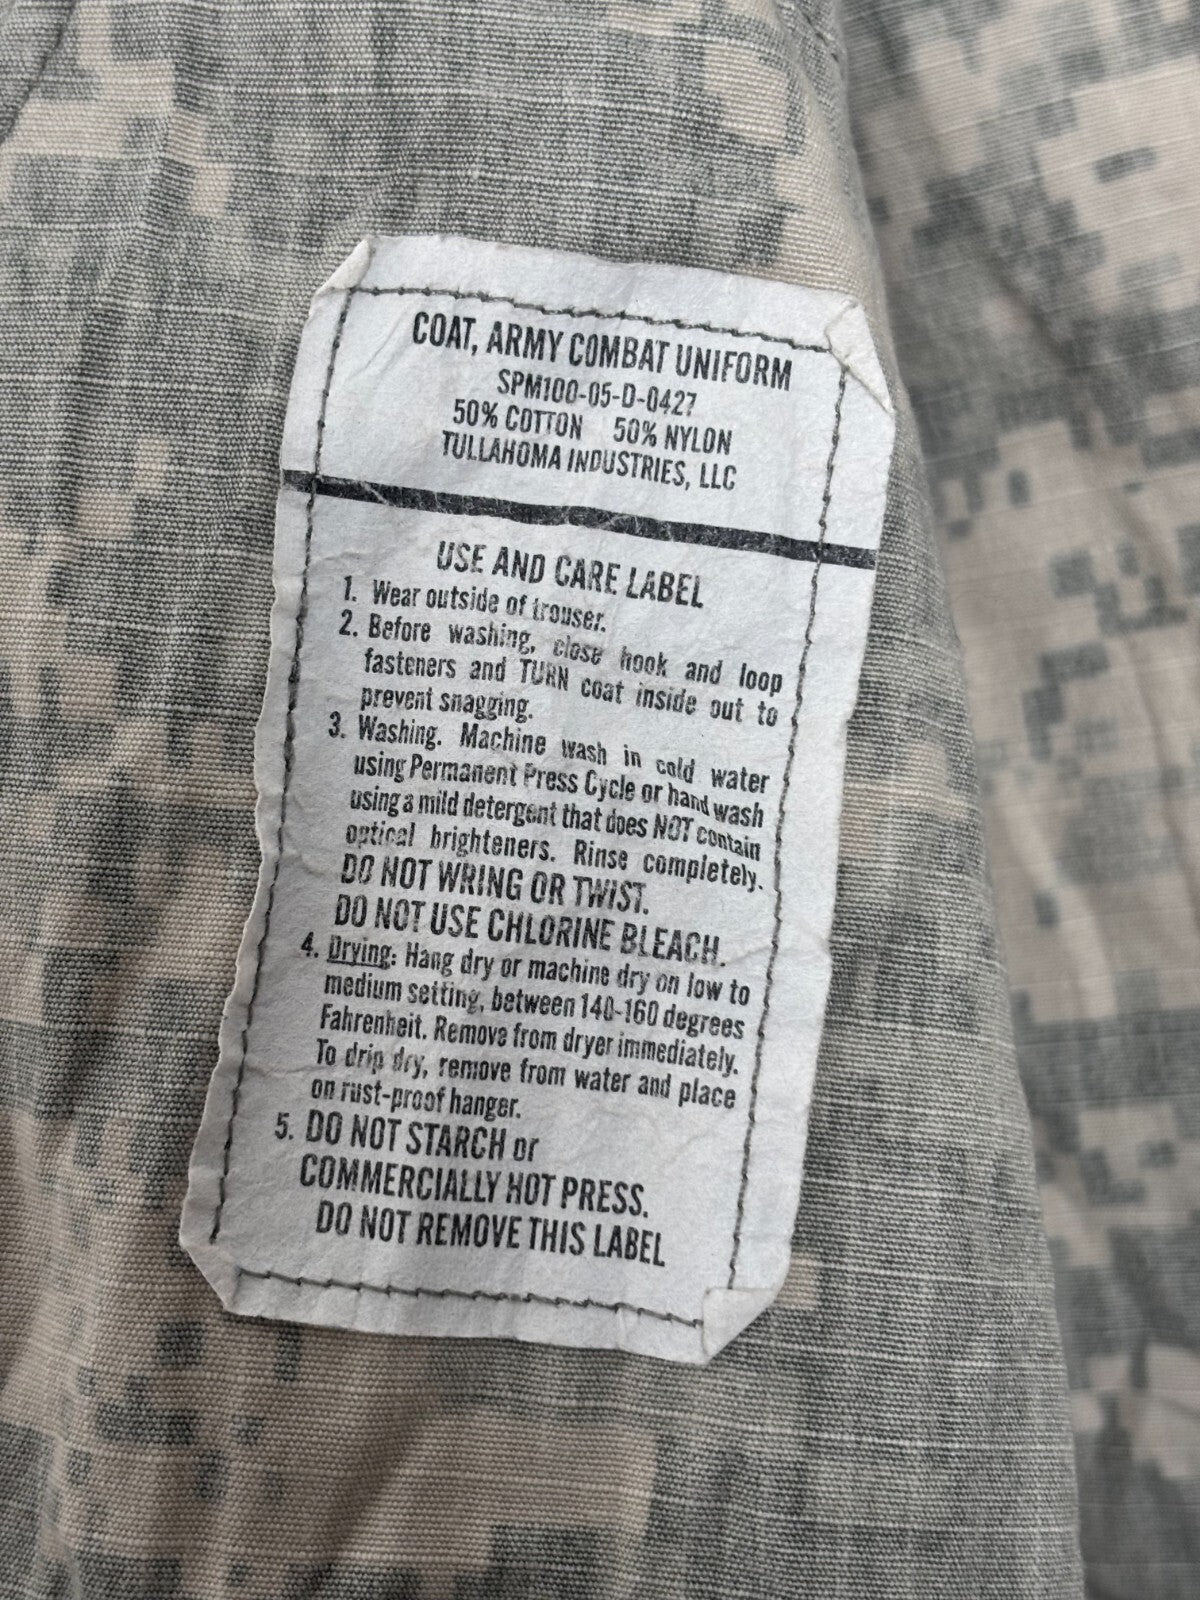 COAT, ARMY COMBAT UNIFORM
SPM100-05-D-0427
50% COTTON 50% NYLON
TULLAHOMA INDUSTRIES, LLC
USE AND CARE LABEL
1. Wear outside of trouser.
2. Before washing, close hook and loop
fasteners and TURN coat inside out to
prevent snagging.
3. Washing. Machine wash in cold water
using Permanent Press Cycle or hand wash
using a mild detergent that does NOT contain
optical brighteners. Rinse completely.
DO NOT WRING OR TWIST.
DO NOT USE CHLORINE BLEACH.
4. Drying: Hang dry or machine dry on low to
medium setting, between 140-160 degrees
Fahrenheit. Remove from dryer immediately.
To drip dry, remove from water and place
on rust-proof hanger.
5. DO NOT STARCH or
COMMERCIALLY HOT PRESS.
DO NOT REMOVE THIS LABEL